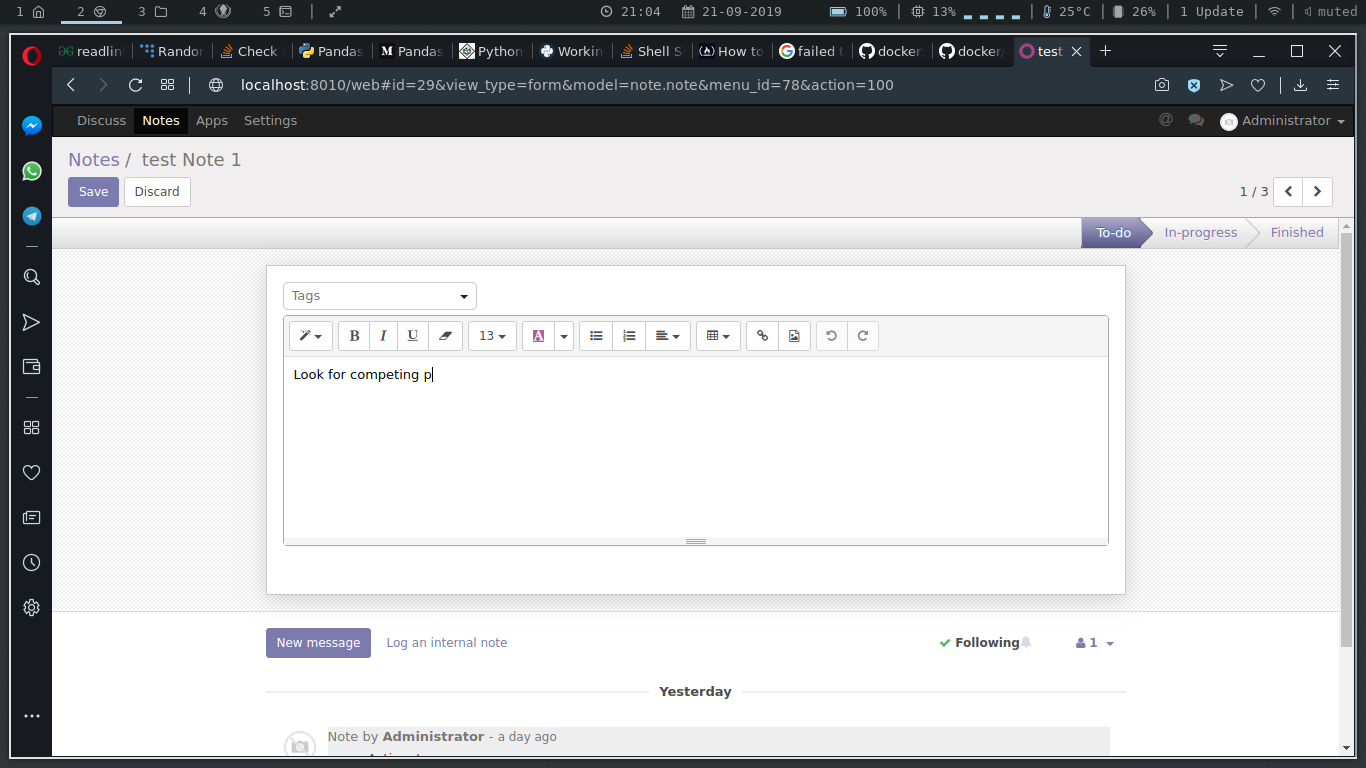 1 2 3 4 5 21:04 21-09-2019 100% 13% 25°C 26% 1 Update muted
readlin Randor Check Pandas Pandas Python Workin Shell S How to failed t docker docker test
localhost:8010/web#id=29&view_type=form&model=note.note&menu_id=78&action=100
Discuss Notes Apps Settings @ Administrator
Notes / test Note 1
Save Discard 1 / 3
To-do In-progress Finished
Tags
B I U 13 A
Look for competing p
New message Log an internal note Following 1
Yesterday
Note by Administrator - a day ago